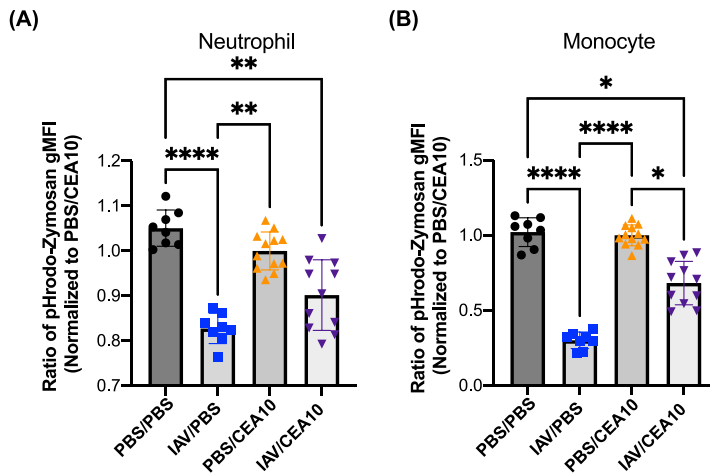 (A)
Neutrophil
**
**
****
Ratio of pHrodo-Zymosan gMFI
(Normalized to PBS/CEA10)
1.2
1.1
1.0
0.9
0.8
0.7
PBS/PBS
IAV/PBS
PBS/CEA10
IAV/CEA10
(B)
Monocyte
*
****
****
*
Ratio of pHrodo-Zymosan gMFI
(Normalized to PBS/CEA10)
1.5
1.0
0.5
0.0
PBS/PBS
IAV/PBS
PBS/CEA10
IAV/CEA10